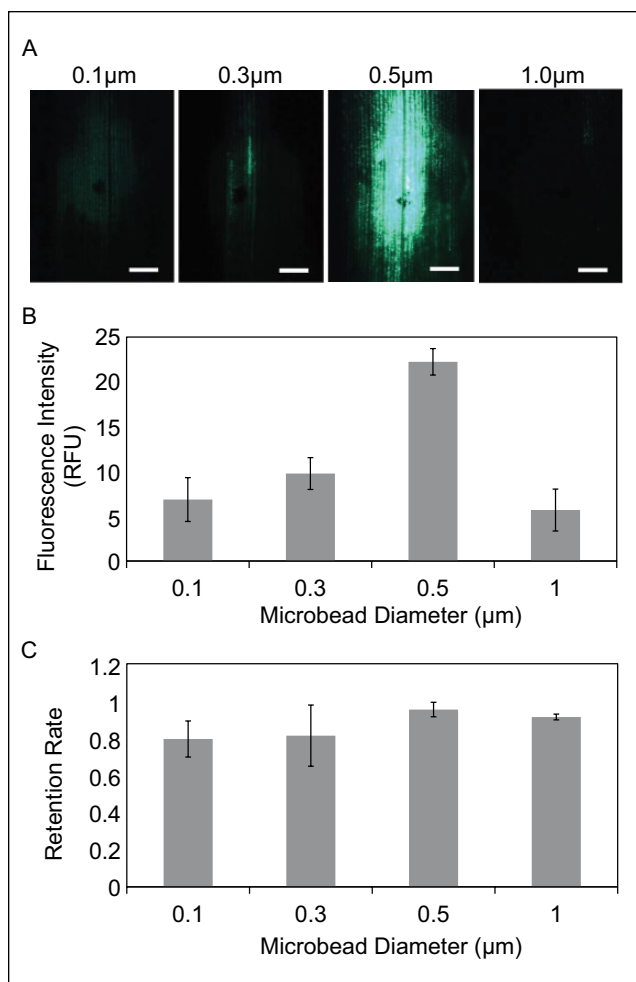 A
0.1µm 0.3µm 0.5µm 1.0µm
B
Fluorescence Intensity
(RFU)
25
20
15
10
5
0
0.1 0.3 0.5 1
Microbead Diameter (µm)
C
Retention Rate
1.2
1
0.8
0.6
0.4
0.2
0
0.1 0.3 0.5 1
Microbead Diameter (µm)